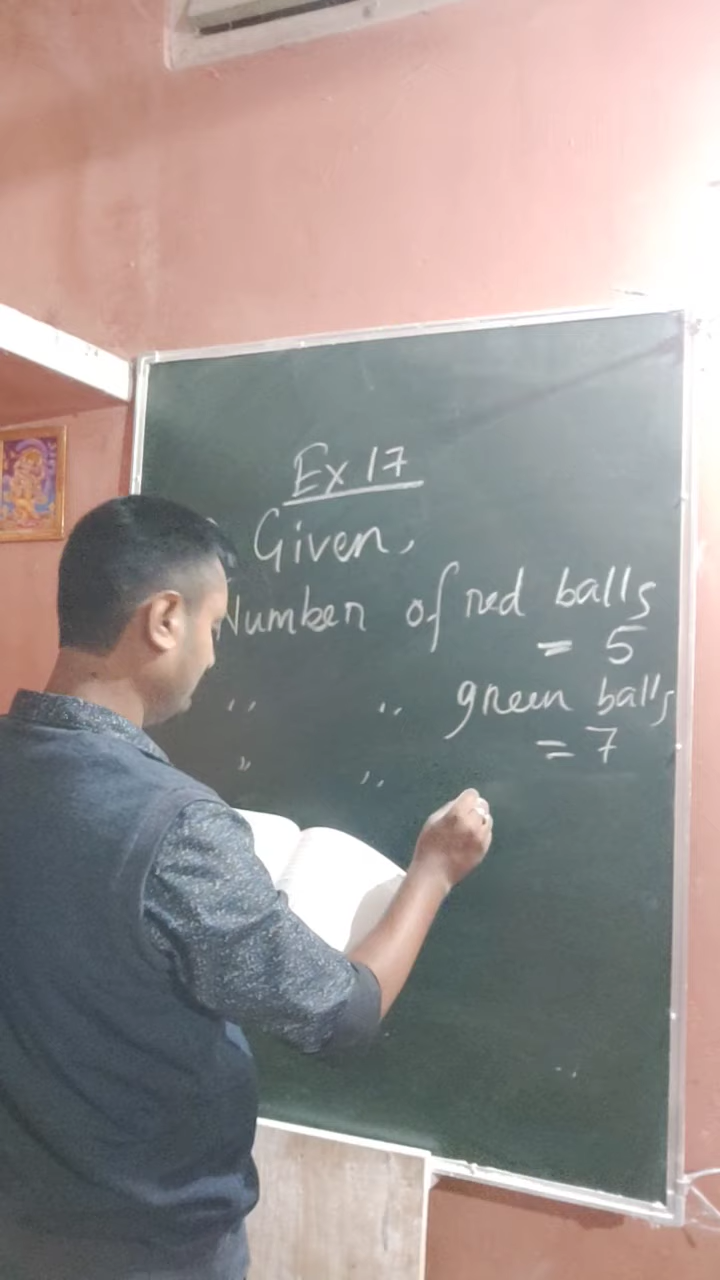 Ex 17
Given,
Number of red balls
= 5
,, ,, green balls
= 7
,, ,,